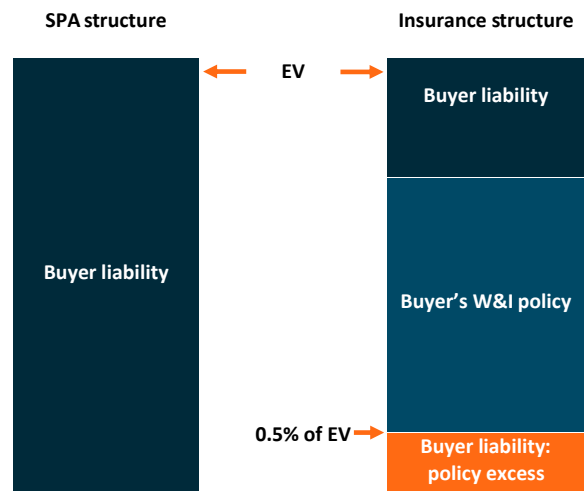 SPA structure
Insurance structure
EV
Buyer liability
Buyer liability
Buyer’s W&I policy
0.5% of EV
Buyer liability:
policy excess